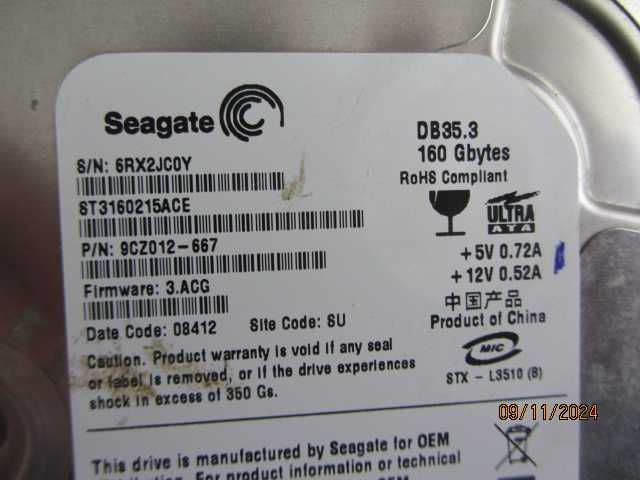 Seagate
DB35.3
160 Gbytes
RoHS Compliant
S/N: 6RX2JC0Y
ST3160215ACE
P/N: 9CZ012-667
Firmware: 3.ACG
Date Code: 08412 Site Code: SU
ULTRA
ATA
+5V 0.72A
+12V 0.52A
中国产品
Product of China
MIC
STX - L3510 (B)
Caution. Product warranty is void if any seal
or label is removed, or if the drive experiences
shock in excess of 350 Gs.
This drive is manufactured by Seagate for OEM
distribution. For product information or technical
OEM
09/11/2024